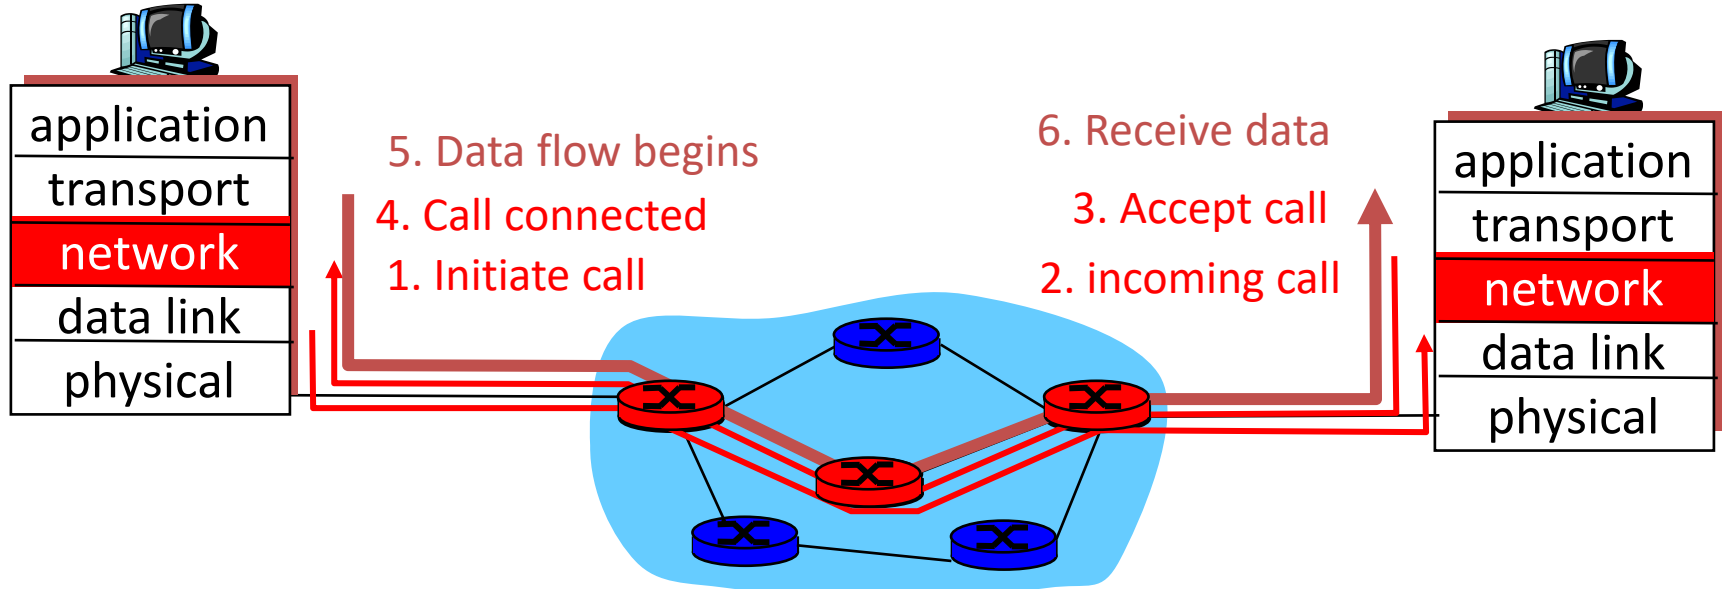 application
transport
network
data link
physical
5. Data flow begins
4. Call connected
1. Initiate call
6. Receive data
3. Accept call
2. incoming call
application
transport
network
data link
physical